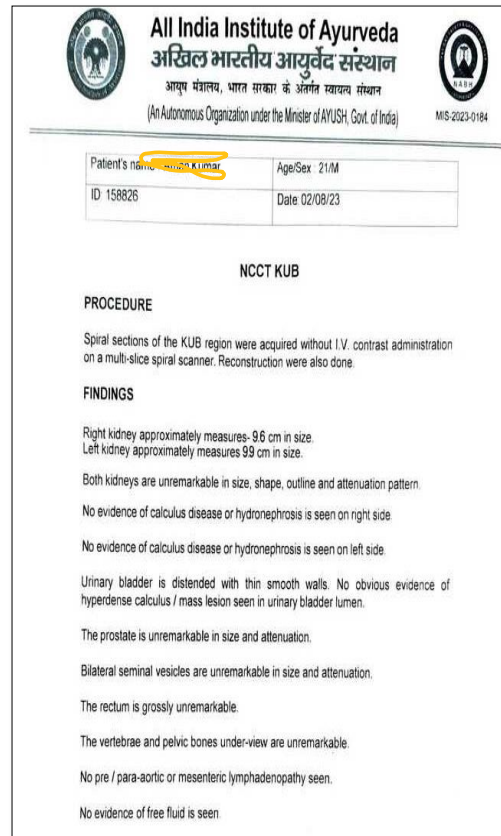 All India Institute of Ayurveda
अखिल भारतीय आयुर्वेद संस्थान
आयुष मंत्रालय, भारत सरकार के अंतर्गत स्वायत्त संस्थान
(An Autonomous Organization under the Minister of AYUSH, Govt. of India)
NABH
MIS-2023-0184
Patient's name Kumar
Age/Sex : 21/M
ID: 158826
Date: 02/08/23
NCCT KUB
PROCEDURE
Spiral sections of the KUB region were acquired without I.V. contrast administration
on a multi-slice spiral scanner. Reconstruction were also done.
FINDINGS
Right kidney approximately measures- 9.6 cm in size.
Left kidney approximately measures 99 cm in size.
Both kidneys are unremarkable in size, shape, outline and attenuation pattern.
No evidence of calculus disease or hydronephrosis is seen on right side.
No evidence of calculus disease or hydronephrosis is seen on left side.
Urinary bladder is distended with thin smooth walls. No obvious evidence of
hyperdense calculus / mass lesion seen in urinary bladder lumen.
The prostate is unremarkable in size and attenuation.
Bilateral seminal vesicles are unremarkable in size and attenuation.
The rectum is grossly unremarkable.
The vertebrae and pelvic bones under-view are unremarkable.
No pre / para-aortic or mesenteric lymphadenopathy seen.
No evidence of free fluid is seen.